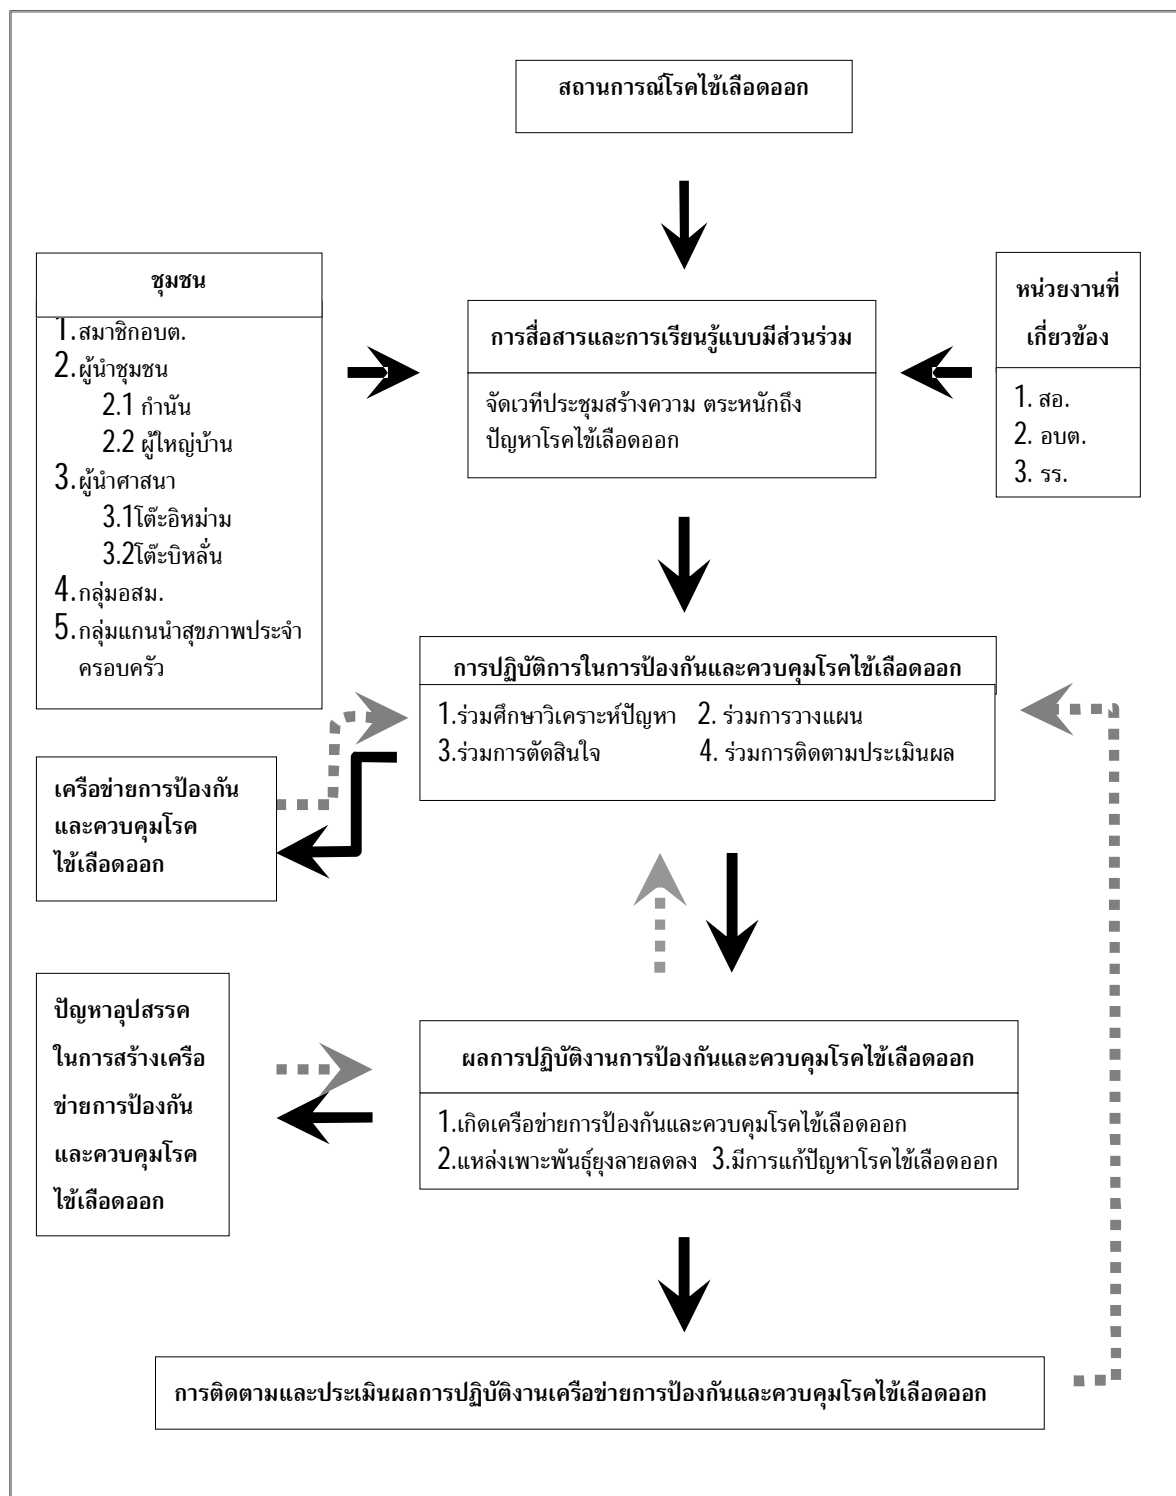 สถานการณ์โรคไข้เลือดออก
ชุมชน
1.สมาชิกอบต.
2.ผู้นำชุมชน
2.1 กำนัน
2.2 ผู้ใหญ่บ้าน
3.ผู้นำศาสนา
3.1โต๊ะอิหม่าม
3.2โต๊ะบิหลั่น
4.กลุ่มอสม.
5.กลุ่มแกนนำสุขภาพประจำ
ครอบครัว
การสื่อสารและการเรียนรู้แบบมีส่วนร่วม
จัดเวทีประชุมสร้างความ ตระหนักถึง
ปัญหาโรคไข้เลือดออก
หน่วยงานที่
เกี่ยวข้อง
1. สอ.
2. อบต.
3. รร.
การปฏิบัติการในการป้องกันและควบคุมโรคไข้เลือดออก
1.ร่วมศึกษาวิเคราะห์ปัญหา 2. ร่วมการวางแผน
3.ร่วมการตัดสินใจ 4. ร่วมการติดตามประเมินผล
เครือข่ายการป้องกัน
และควบคุมโรค
ไข้เลือดออก
ปัญหาอุปสรรค
ในการสร้างเครือ
ข่ายการป้องกัน
และควบคุมโรค
ไข้เลือดออก
ผลการปฏิบัติงานการป้องกันและควบคุมโรคไข้เลือดออก
1.เกิดเครือข่ายการป้องกันและควบคุมโรคไข้เลือดออก
2.แหล่งเพาะพันธุ์ยุงลายลดลง 3.มีการแก้ปัญหาโรคไข้เลือดออก
การติดตามและประเมินผลการปฏิบัติงานเครือข่ายการป้องกันและควบคุมโรคไข้เลือดออก